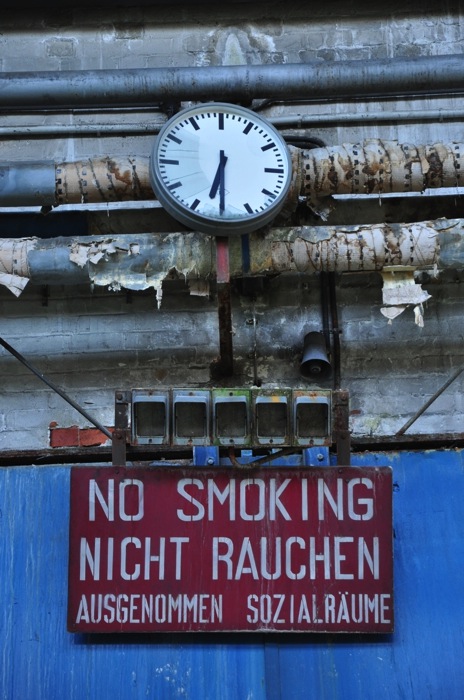 NO SMOKING
NICHT RAUCHEN
AUSGENOMMEN SOZIALRÄUME